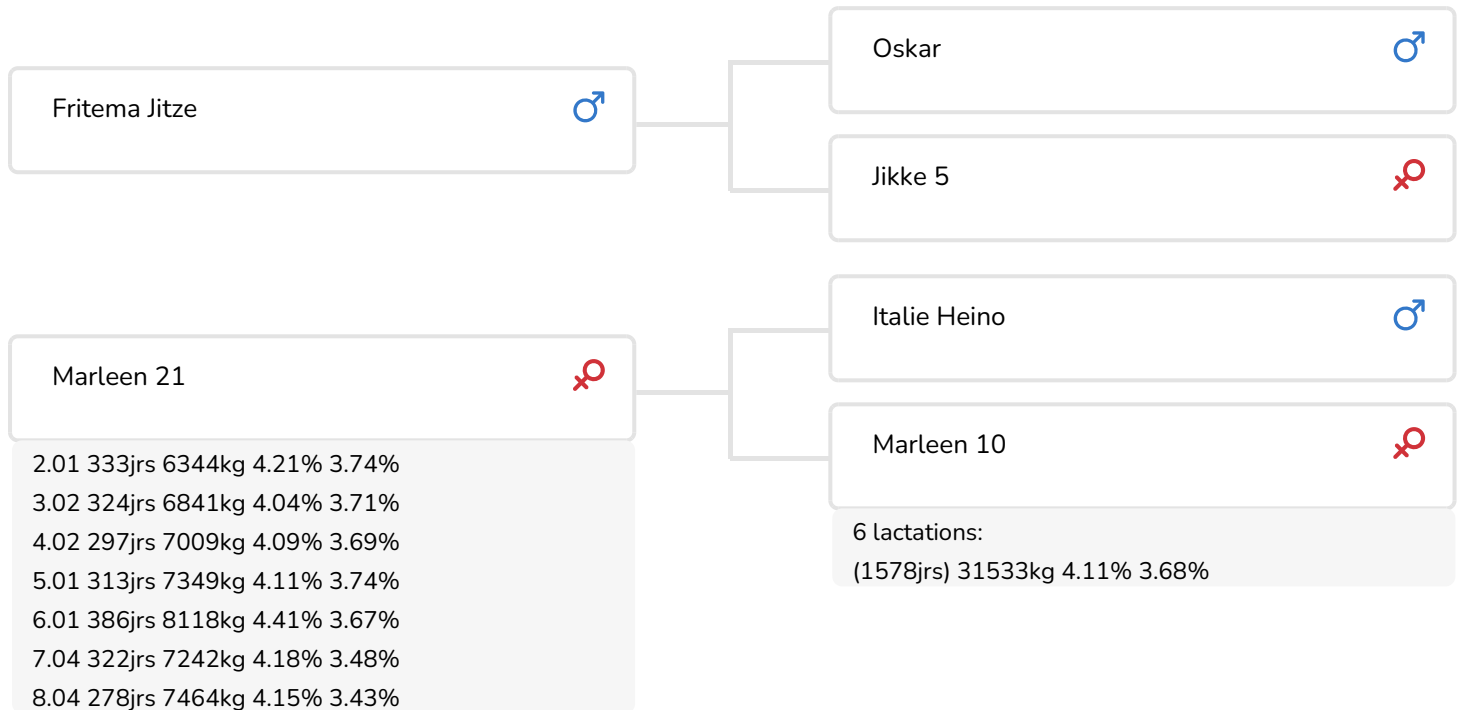 Fritema Jitze
Oskar
Jikke 5
Marleen 21
2.01 333jrs 6344kg 4.21% 3.74%
3.02 324jrs 6841kg 4.04% 3.71%
4.02 297jrs 7009kg 4.09% 3.69%
5.01 313jrs 7349kg 4.11% 3.74%
6.01 386jrs 8118kg 4.41% 3.67%
7.04 322jrs 7242kg 4.18% 3.48%
8.04 278jrs 7464kg 4.15% 3.43%
Italie Heino
Marleen 10
6 lactations:
(1578jrs) 31533kg 4.11% 3.68%